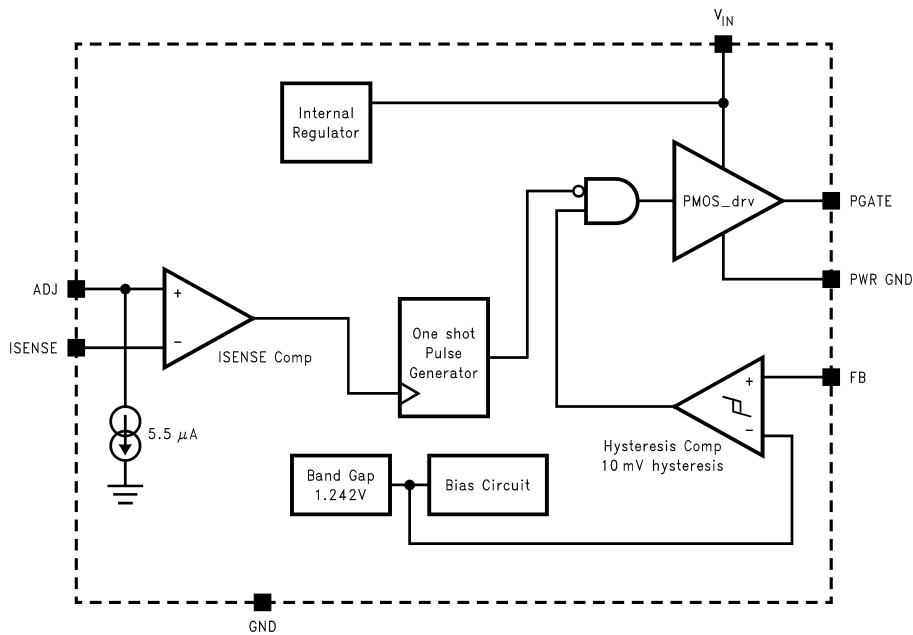 VIN
Internal
Regulator
PMOS_drv
PGATE
PWR GND
ADJ
+
ISENSE
−
ISENSE Comp
One shot
Pulse
Generator
FB
+
−
5.5 μA
Hysteresis Comp
10 mV hysteresis
Band Gap
1.242V
Bias Circuit
GND